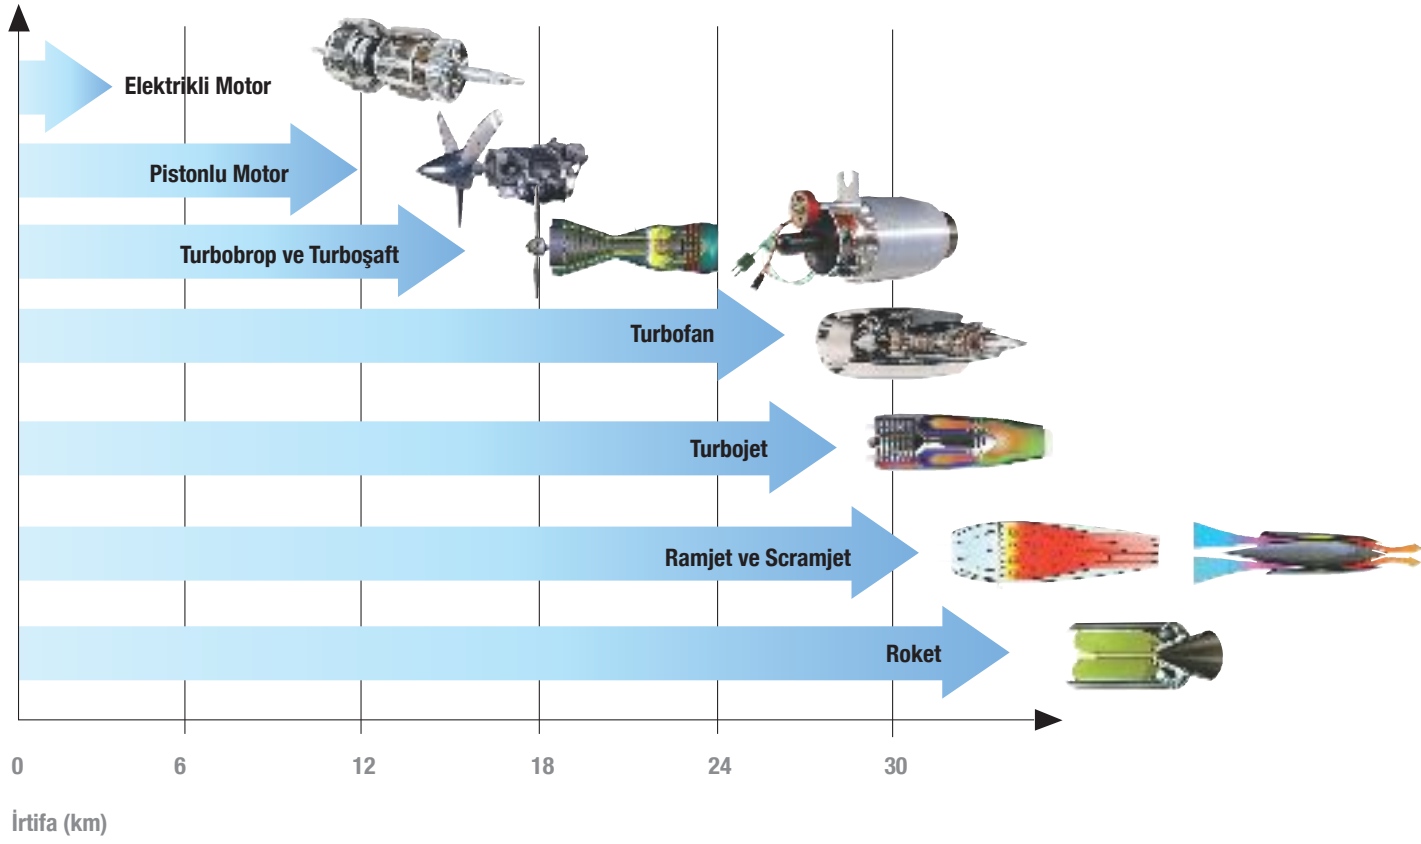 Elektrikli Motor
Pistonlu Motor
Turbobrop ve Turboşaft
Turbofan
Turbojet
Ramjet ve Scramjet
Roket
0 6 12 18 24 30
İrtifa (km)